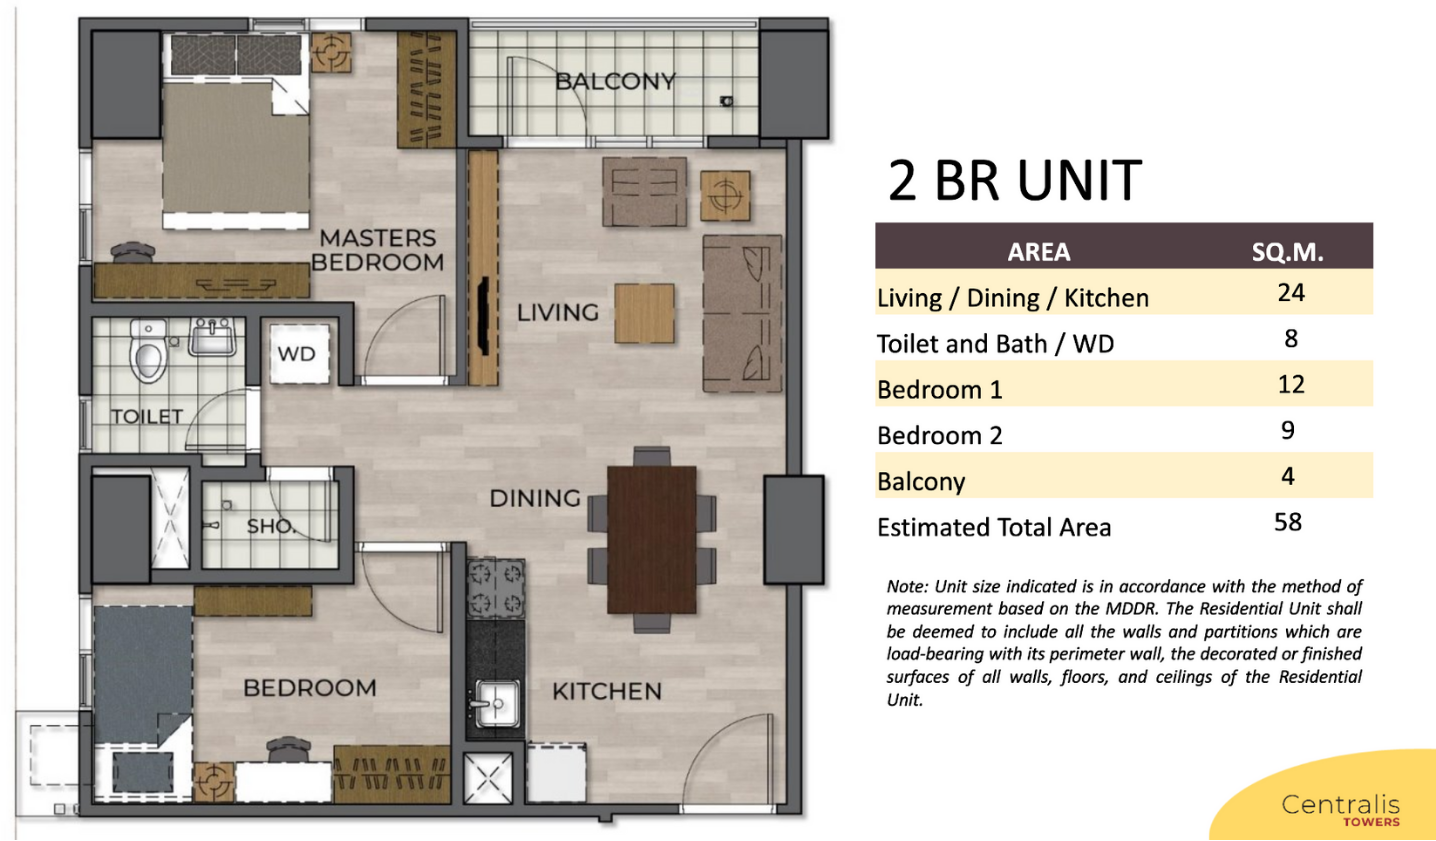 BALCONY
MASTERS
BEDROOM
LIVING
WD
TOILET
DINING
SHO.
BEDROOM
KITCHEN
2 BR UNIT
AREA SQ.M.
Living / Dining / Kitchen 24
Toilet and Bath / WD 8
Bedroom 1 12
Bedroom 2 9
Balcony 4
Estimated Total Area 58
Note: Unit size indicated is in accordance with the method of
measurement based on the MDDR. The Residential Unit shall
be deemed to include all the walls and partitions which are
load-bearing with its perimeter wall, the decorated or finished
surfaces of all walls, floors, and ceilings of the Residential
Unit.
Centralis
TOWERS